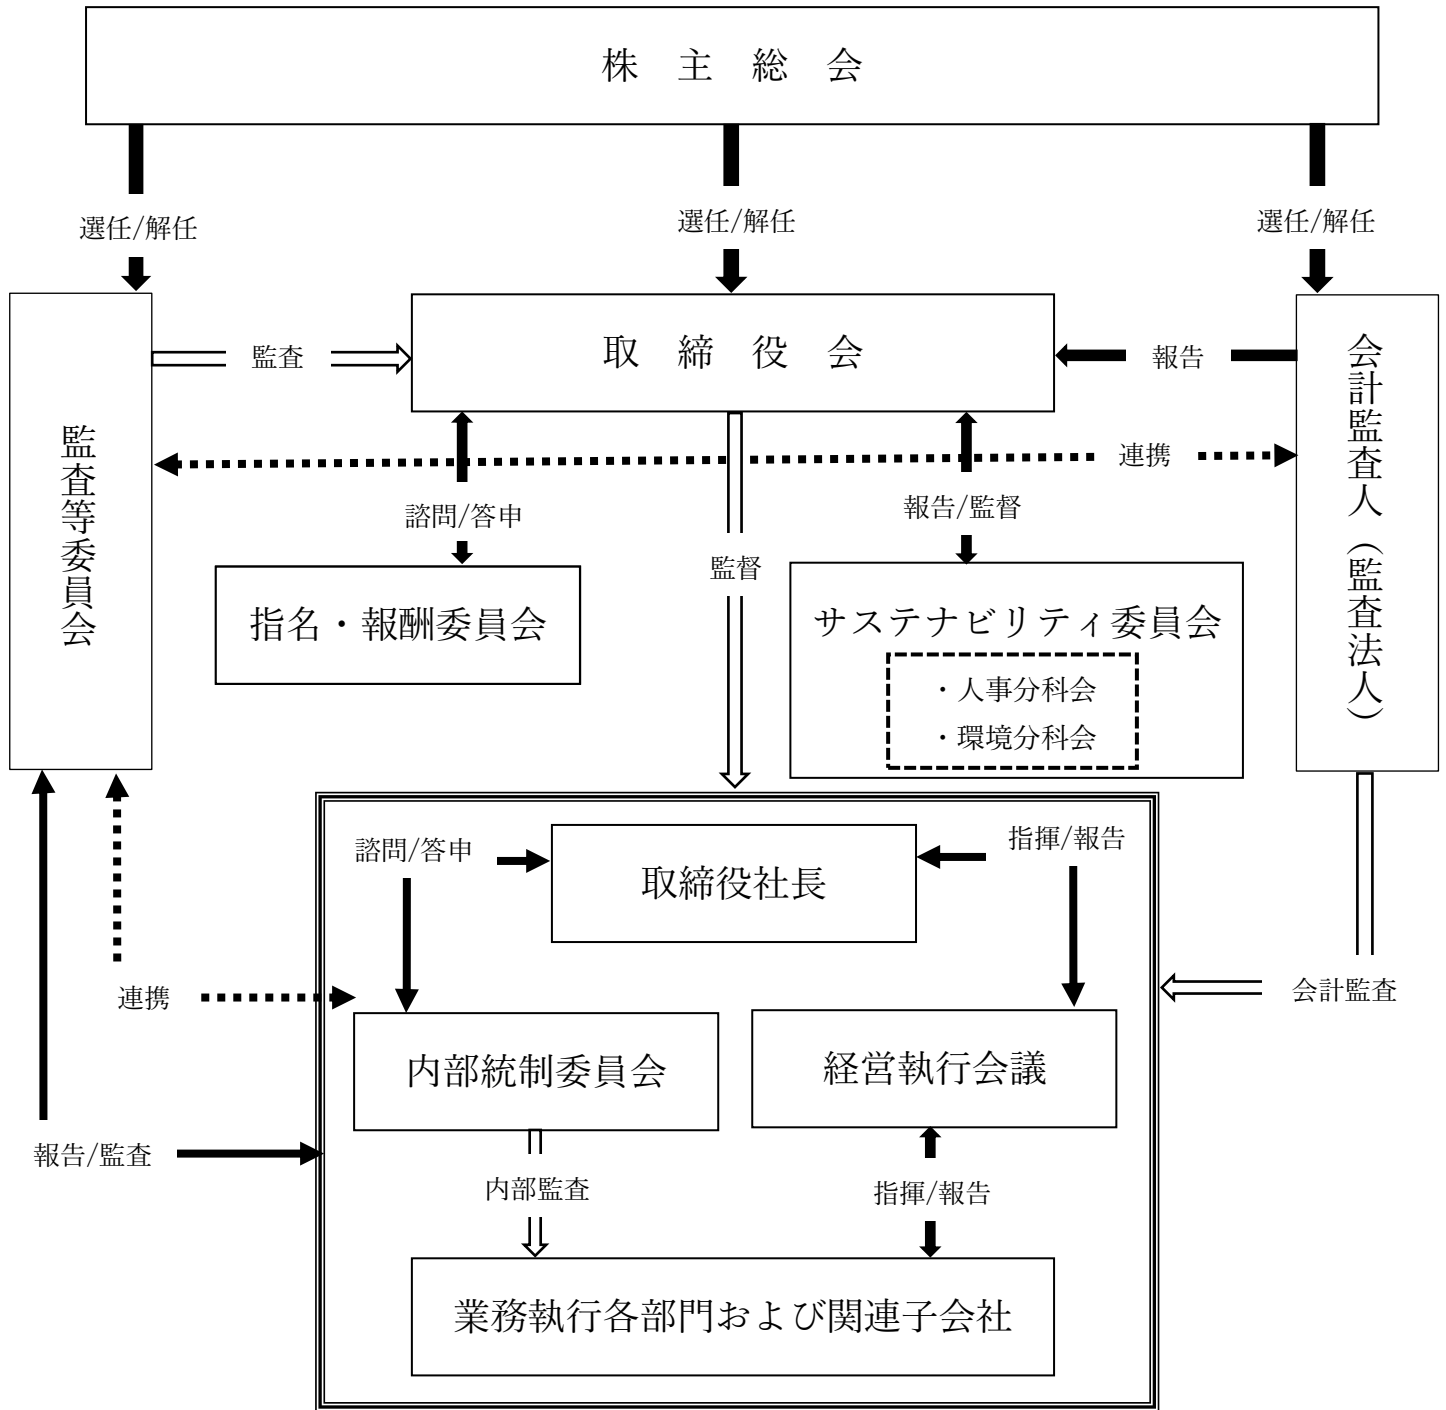 株　主　総　会
選任/解任
選任/解任
選任/解任
監査等委員会
監査
取　締　役　会
報告
会計監査人（監査法人）
連携
諮問/答申
報告/監督
監督
指名・報酬委員会
サステナビリティ委員会
・人事分科会
・環境分科会
諮問/答申
取締役社長
指揮/報告
連携
会計監査
内部統制委員会
経営執行会議
報告/監査
内部監査
指揮/報告
業務執行各部門および関連子会社